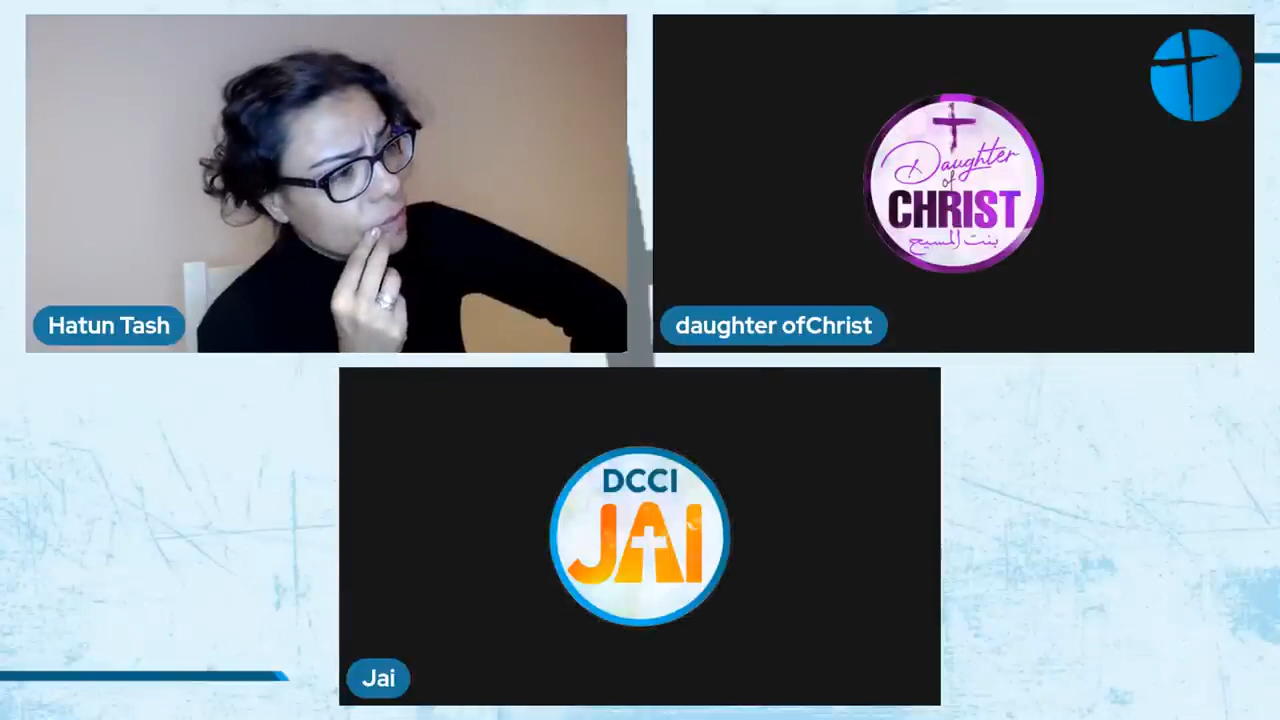 Hatun Tash
Daughter
of
CHRIST
بنت المسيح
daughter ofChrist
DCCI
JAI
Jai